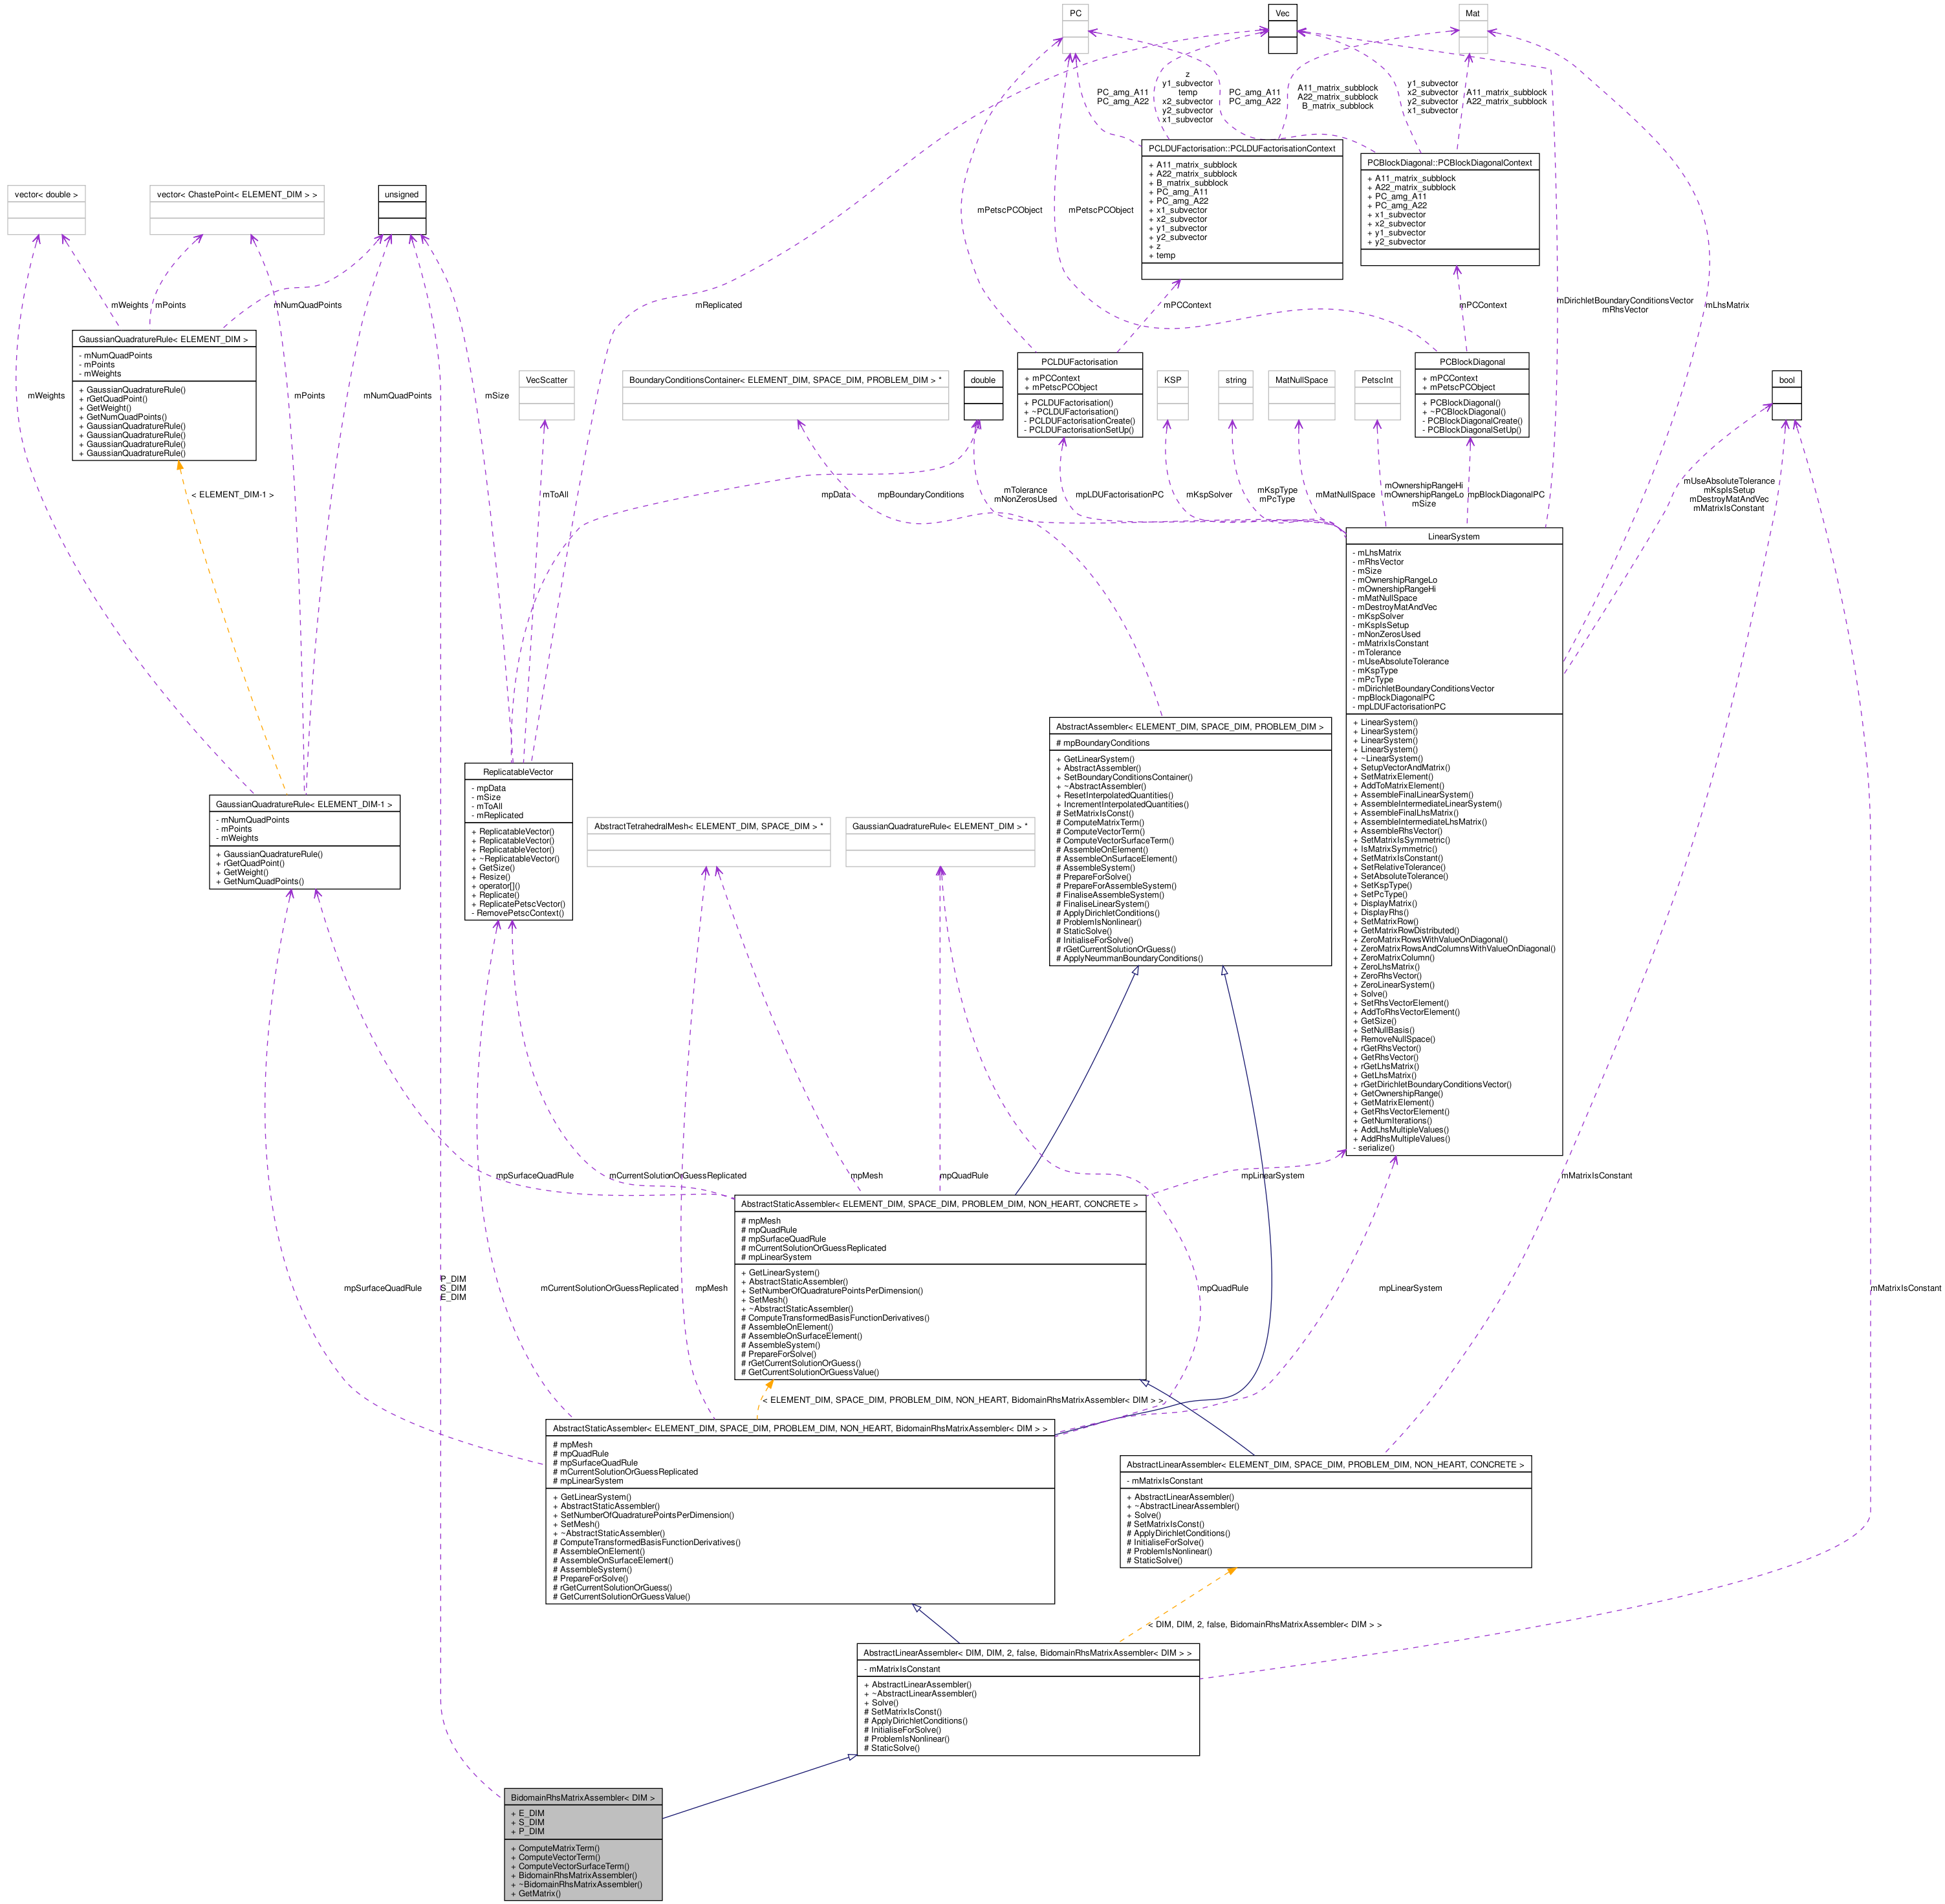 PC
Vec
Mat
z
y1_subvector
temp
x2_subvector
y2_subvector
x1_subvector
PC_amg_A11
PC_amg_A22
PC_amg_A11
PC_amg_A22
A11_matrix_subblock
A22_matrix_subblock
B_matrix_subblock
y1_subvector
x2_subvector
y2_subvector
x1_subvector
A11_matrix_subblock
A22_matrix_subblock
PCLDUFactorisation::PCLDUFactorisationContext
+ A11_matrix_subblock
+ A22_matrix_subblock
+ B_matrix_subblock
+ PC_amg_A11
+ PC_amg_A22
+ x1_subvector
+ x2_subvector
+ y1_subvector
+ y2_subvector
+ z
+ temp
PCBlockDiagonal::PCBlockDiagonalContext
+ A11_matrix_subblock
+ A22_matrix_subblock
+ PC_amg_A11
+ PC_amg_A22
+ x1_subvector
+ x2_subvector
+ y1_subvector
+ y2_subvector
vector< double >
vector< ChastePoint< ELEMENT_DIM > >
unsigned
mPetscPCObject
mPetscPCObject
mWeights
mPoints
mNumQuadPoints
mReplicated
mPCContext
mPCContext
mDirichletBoundaryConditionsVector
mRhsVector
mLhsMatrix
GaussianQuadratureRule< ELEMENT_DIM >
- mNumQuadPoints
- mPoints
- mWeights
+ GaussianQuadratureRule()
+ rGetQuadPoint()
+ GetWeight()
+ GetNumQuadPoints()
+ GaussianQuadratureRule()
+ GaussianQuadratureRule()
+ GaussianQuadratureRule()
+ GaussianQuadratureRule()
mWeights
mPoints
mNumQuadPoints
mSize
VecScatter
BoundaryConditionsContainer< ELEMENT_DIM, SPACE_DIM, PROBLEM_DIM > *
double
PCLDUFactorisation
+ mPCContext
+ mPetscPCObject
+ PCLDUFactorisation()
+ ~PCLDUFactorisation()
- PCLDUFactorisationCreate()
- PCLDUFactorisationSetUp()
KSP
string
MatNullSpace
PetscInt
PCBlockDiagonal
+ mPCContext
+ mPetscPCObject
+ PCBlockDiagonal()
+ ~PCBlockDiagonal()
- PCBlockDiagonalCreate()
- PCBlockDiagonalSetUp()
bool
< ELEMENT_DIM-1 >
mToAll
mpData
mpBoundaryConditions
mTolerance
mNonZerosUsed
mpLDUFactorisationPC
mKspSolver
mKspType
mPcType
mMatNullSpace
mOwnershipRangeHi
mOwnershipRangeLo
mSize
mpBlockDiagonalPC
mUseAbsoluteTolerance
mKspIsSetup
mDestroyMatAndVec
mMatrixIsConstant
LinearSystem
- mLhsMatrix
- mRhsVector
- mSize
- mOwnershipRangeLo
- mOwnershipRangeHi
- mMatNullSpace
- mDestroyMatAndVec
- mKspSolver
- mKspIsSetup
- mNonZerosUsed
- mMatrixIsConstant
- mTolerance
- mUseAbsoluteTolerance
- mKspType
- mPcType
- mDirichletBoundaryConditionsVector
- mpBlockDiagonalPC
- mpLDUFactorisationPC
+ LinearSystem()
+ LinearSystem()
+ LinearSystem()
+ LinearSystem()
+ ~LinearSystem()
+ SetupVectorAndMatrix()
+ SetMatrixElement()
+ AddToMatrixElement()
+ AssembleFinalLinearSystem()
+ AssembleIntermediateLinearSystem()
+ AssembleFinalLhsMatrix()
+ AssembleIntermediateLhsMatrix()
+ AssembleRhsVector()
+ SetMatrixIsSymmetric()
+ IsMatrixSymmetric()
+ SetMatrixIsConstant()
+ SetRelativeTolerance()
+ SetAbsoluteTolerance()
+ SetKspType()
+ SetPcType()
+ DisplayMatrix()
+ DisplayRhs()
+ SetMatrixRow()
+ GetMatrixRowDistributed()
+ ZeroMatrixRowsWithValueOnDiagonal()
+ ZeroMatrixRowsAndColumnsWithValueOnDiagonal()
+ ZeroMatrixColumn()
+ ZeroLhsMatrix()
+ ZeroRhsVector()
+ ZeroLinearSystem()
+ Solve()
+ SetRhsVectorElement()
+ AddToRhsVectorElement()
+ GetSize()
+ SetNullBasis()
+ RemoveNullSpace()
+ rGetRhsVector()
+ GetRhsVector()
+ rGetLhsMatrix()
+ GetLhsMatrix()
+ rGetDirichletBoundaryConditionsVector()
+ GetOwnershipRange()
+ GetMatrixElement()
+ GetRhsVectorElement()
+ GetNumIterations()
+ AddLhsMultipleValues()
+ AddRhsMultipleValues()
- serialize()
AbstractAssembler< ELEMENT_DIM, SPACE_DIM, PROBLEM_DIM >
# mpBoundaryConditions
+ GetLinearSystem()
+ AbstractAssembler()
+ SetBoundaryConditionsContainer()
+ ~AbstractAssembler()
+ ResetInterpolatedQuantities()
+ IncrementInterpolatedQuantities()
# SetMatrixIsConst()
# ComputeMatrixTerm()
# ComputeVectorTerm()
# ComputeVectorSurfaceTerm()
# AssembleOnElement()
# AssembleOnSurfaceElement()
# AssembleSystem()
# PrepareForSolve()
# PrepareForAssembleSystem()
# FinaliseAssembleSystem()
# FinaliseLinearSystem()
# ApplyDirichletConditions()
# ProblemIsNonlinear()
# StaticSolve()
# InitialiseForSolve()
# rGetCurrentSolutionOrGuess()
# ApplyNeummanBoundaryConditions()
ReplicatableVector
- mpData
- mSize
- mToAll
- mReplicated
+ ReplicatableVector()
+ ReplicatableVector()
+ ReplicatableVector()
+ ~ReplicatableVector()
+ GetSize()
+ Resize()
+ operator[]()
+ Replicate()
+ ReplicatePetscVector()
- RemovePetscContext()
GaussianQuadratureRule< ELEMENT_DIM-1 >
- mNumQuadPoints
- mPoints
- mWeights
+ GaussianQuadratureRule()
+ rGetQuadPoint()
+ GetWeight()
+ GetNumQuadPoints()
AbstractTetrahedralMesh< ELEMENT_DIM, SPACE_DIM > *
GaussianQuadratureRule< ELEMENT_DIM > *
mpSurfaceQuadRule
mCurrentSolutionOrGuessReplicated
mpMesh
mpQuadRule
mpLinearSystem
mMatrixIsConstant
AbstractStaticAssembler< ELEMENT_DIM, SPACE_DIM, PROBLEM_DIM, NON_HEART, CONCRETE >
# mpMesh
# mpQuadRule
# mpSurfaceQuadRule
# mCurrentSolutionOrGuessReplicated
# mpLinearSystem
+ GetLinearSystem()
+ AbstractStaticAssembler()
+ SetNumberOfQuadraturePointsPerDimension()
+ SetMesh()
+ ~AbstractStaticAssembler()
# ComputeTransformedBasisFunctionDerivatives()
# AssembleOnElement()
# AssembleOnSurfaceElement()
# AssembleSystem()
# PrepareForSolve()
# rGetCurrentSolutionOrGuess()
# GetCurrentSolutionOrGuessValue()
mpSurfaceQuadRule
P_DIM
S_DIM
E_DIM
mCurrentSolutionOrGuessReplicated
mpMesh
mpQuadRule
mpLinearSystem
mMatrixIsConstant
< ELEMENT_DIM, SPACE_DIM, PROBLEM_DIM, NON_HEART, BidomainRhsMatrixAssembler< DIM > >
AbstractStaticAssembler< ELEMENT_DIM, SPACE_DIM, PROBLEM_DIM, NON_HEART, BidomainRhsMatrixAssembler< DIM > >
# mpMesh
# mpQuadRule
# mpSurfaceQuadRule
# mCurrentSolutionOrGuessReplicated
# mpLinearSystem
+ GetLinearSystem()
+ AbstractStaticAssembler()
+ SetNumberOfQuadraturePointsPerDimension()
+ SetMesh()
+ ~AbstractStaticAssembler()
# ComputeTransformedBasisFunctionDerivatives()
# AssembleOnElement()
# AssembleOnSurfaceElement()
# AssembleSystem()
# PrepareForSolve()
# rGetCurrentSolutionOrGuess()
# GetCurrentSolutionOrGuessValue()
AbstractLinearAssembler< ELEMENT_DIM, SPACE_DIM, PROBLEM_DIM, NON_HEART, CONCRETE >
- mMatrixIsConstant
+ AbstractLinearAssembler()
+ ~AbstractLinearAssembler()
+ Solve()
# SetMatrixIsConst()
# ApplyDirichletConditions()
# InitialiseForSolve()
# ProblemIsNonlinear()
# StaticSolve()
< DIM, DIM, 2, false, BidomainRhsMatrixAssembler< DIM > >
AbstractLinearAssembler< DIM, DIM, 2, false, BidomainRhsMatrixAssembler< DIM > >
- mMatrixIsConstant
+ AbstractLinearAssembler()
+ ~AbstractLinearAssembler()
+ Solve()
# SetMatrixIsConst()
# ApplyDirichletConditions()
# InitialiseForSolve()
# ProblemIsNonlinear()
# StaticSolve()
BidomainRhsMatrixAssembler< DIM >
+ E_DIM
+ S_DIM
+ P_DIM
+ ComputeMatrixTerm()
+ ComputeVectorTerm()
+ ComputeVectorSurfaceTerm()
+ BidomainRhsMatrixAssembler()
+ ~BidomainRhsMatrixAssembler()
+ GetMatrix()